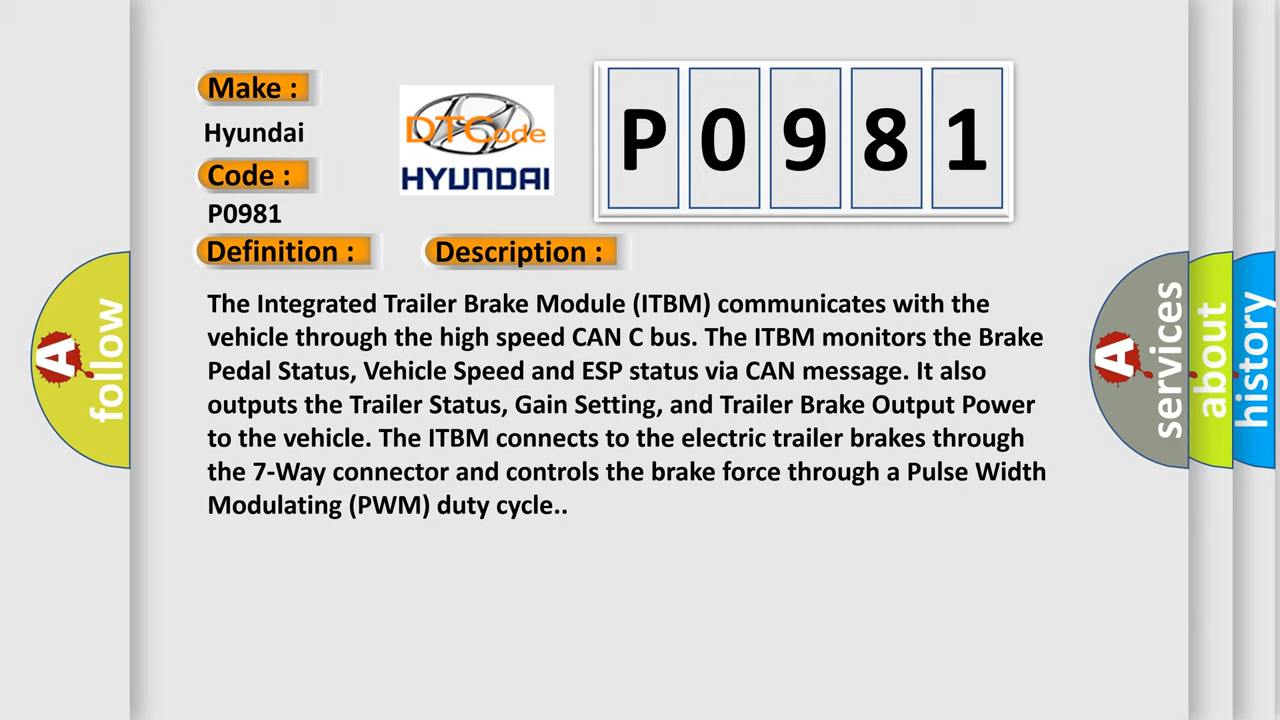 Make :
Hyundai
Code :
P0981
Definition :
Description :
DTCode
HYUNDAI
P0981
The Integrated Trailer Brake Module (ITBM) communicates with the
vehicle through the high speed CAN C bus. The ITBM monitors the Brake
Pedal Status, Vehicle Speed and ESP status via CAN message. It also
outputs the Trailer Status, Gain Setting, and Trailer Brake Output Power
to the vehicle. The ITBM connects to the electric trailer brakes through
the 7-Way connector and controls the brake force through a Pulse Width
Modulating (PWM) duty cycle..
A follow
A services
about
history